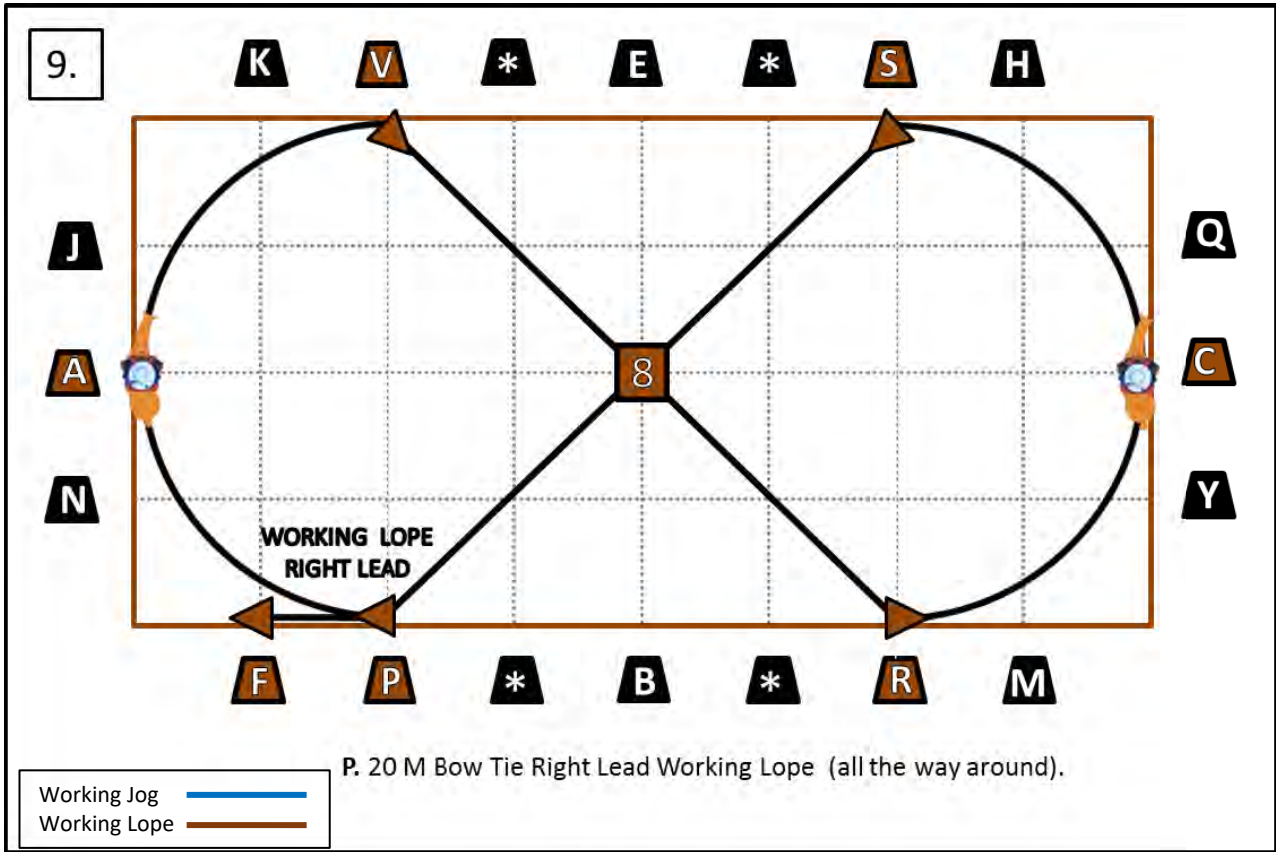 9.
K V * E * S H
J Q
A 8 C
N Y
WORKING LOPE
RIGHT LEAD
F P * B * R M
P. 20 M Bow Tie Right Lead Working Lope (all the way around).
Working Jog
Working Lope